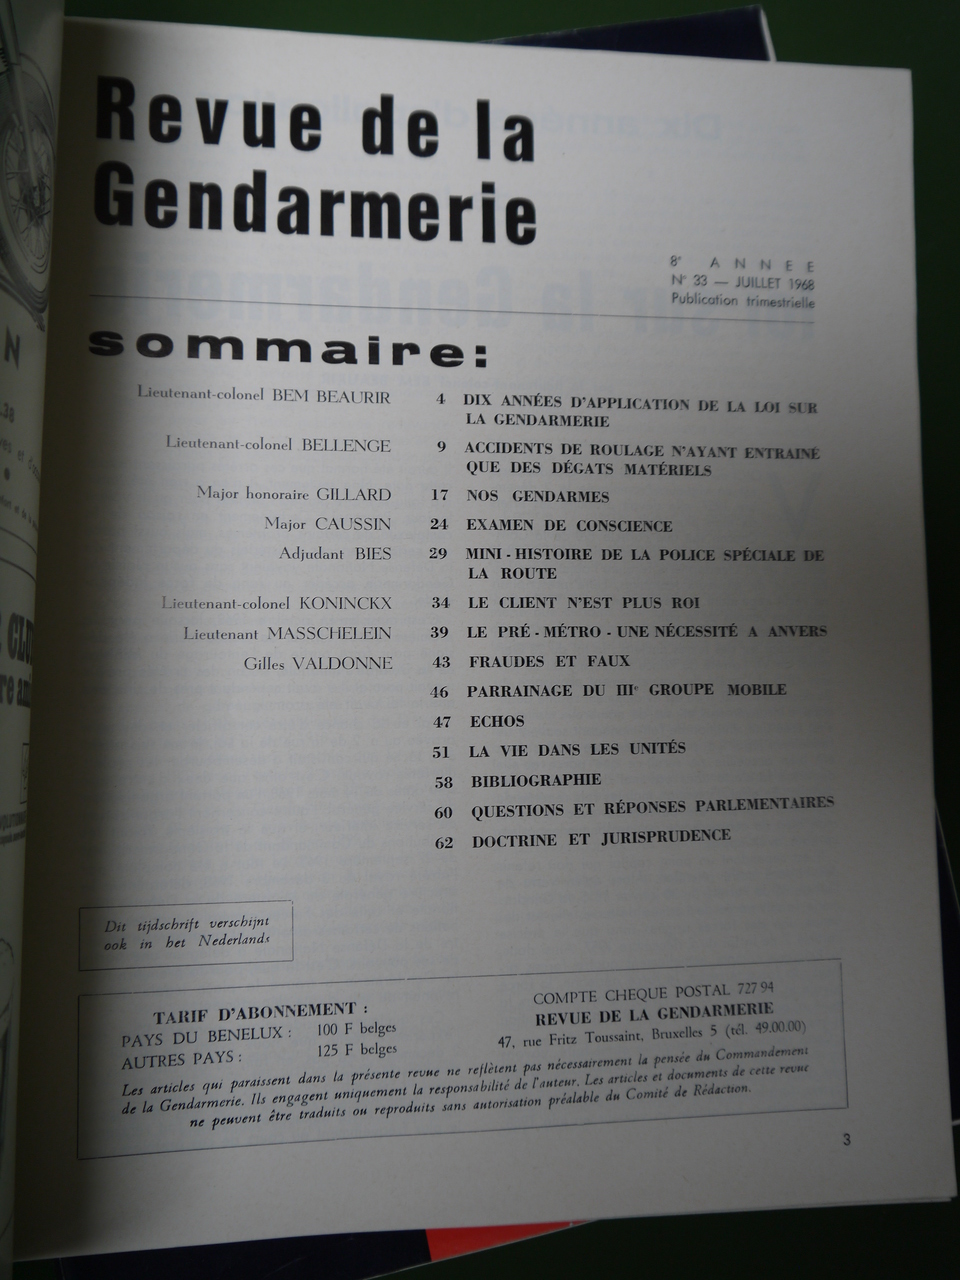 Revue de la
Gendarmerie
8e ANNEE
N° 33 — JUILLET 1968
Publication trimestrielle
sommaire:
Lieutenant-colonel BEM BEAURIR 4 DIX ANNÉES D'APPLICATION DE LA LOI SUR
LA GENDARMERIE
Lieutenant-colonel BELLENGE 9 ACCIDENTS DE ROULAGE N'AYANT ENTRAINÉ
QUE DES DÉGATS MATÉRIELS
Major honoraire GILLARD 17 NOS GENDARMES
Major CAUSSIN 24 EXAMEN DE CONSCIENCE
Adjudant BIES 29 MINI - HISTOIRE DE LA POLICE SPÉCIALE DE
LA ROUTE
Lieutenant-colonel KONINCKX 34 LE CLIENT N'EST PLUS ROI
Lieutenant MASSCHELEIN 39 LE PRÉ - MÉTRO - UNE NÉCESSITÉ A ANVERS
Gilles VALDONNE 43 FRAUDES ET FAUX
46 PARRAINAGE DU IIIe GROUPE MOBILE
47 ECHOS
51 LA VIE DANS LES UNITÉS
58 BIBLIOGRAPHIE
60 QUESTIONS ET RÉPONSES PARLEMENTAIRES
62 DOCTRINE ET JURISPRUDENCE
Dit tijdschrift verschijnt
ook in het Nederlands
TARIF D'ABONNEMENT :
PAYS DU BENELUX : 100 F belges
AUTRES PAYS : 125 F belges
COMPTE CHEQUE POSTAL 727 94
REVUE DE LA GENDARMERIE
47, rue Fritz Toussaint, Bruxelles 5 (tél. 49.00.00)
Les articles qui paraissent dans la présente revue ne reflètent pas nécessairement la pensée du Commandement
de la Gendarmerie. Ils engagent uniquement la responsabilité de l'auteur. Les articles et documents de cette revue
ne peuvent être traduits ou reproduits sans autorisation préalable du Comité de Rédaction.
3